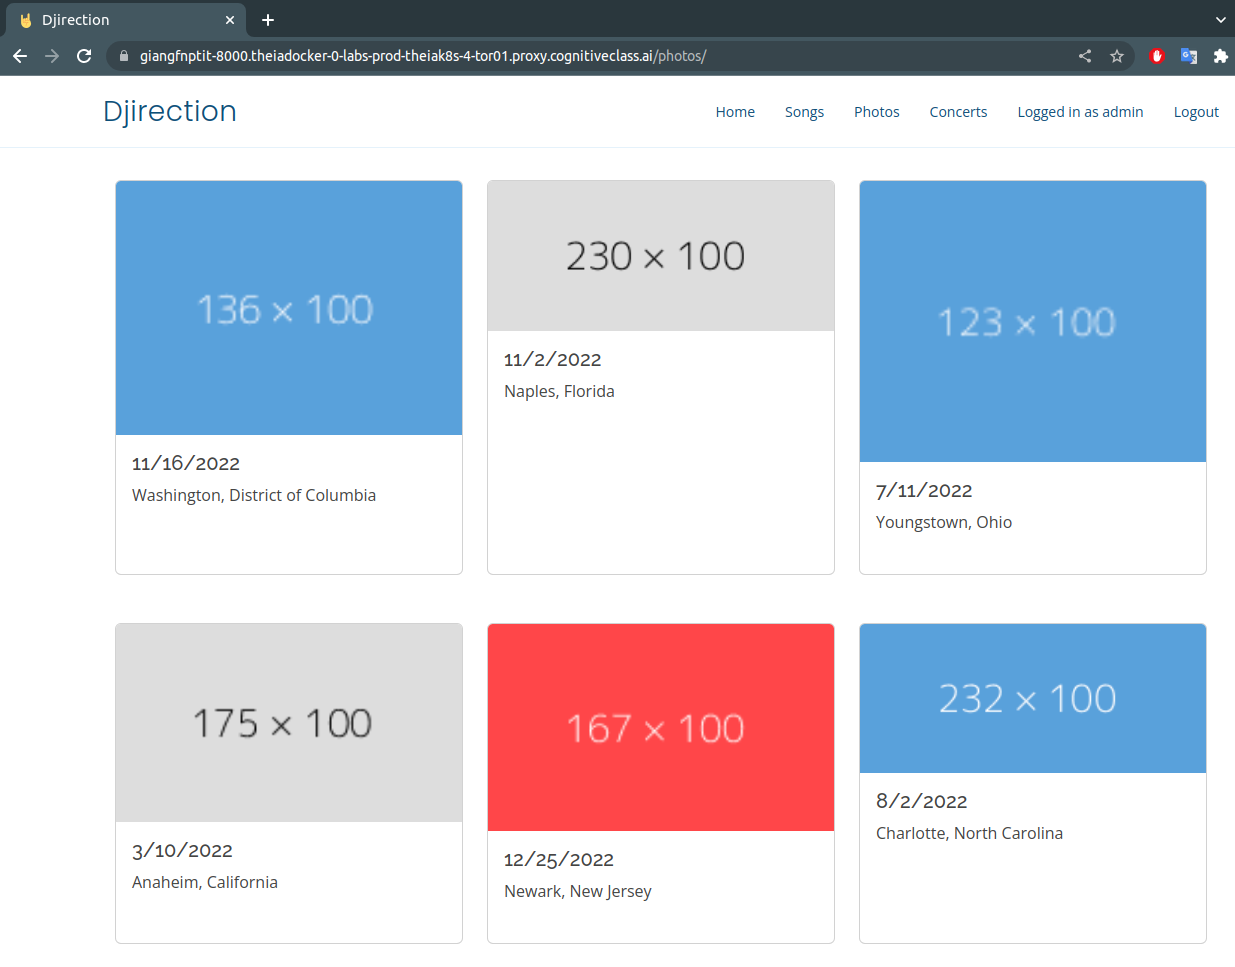 Djirection
giangfnptit-8000.theiadocker-0-labs-prod-theiak8s-4-tor01.proxy.cognitiveclass.ai/photos/
Djirection
Home Songs Photos Concerts Logged in as admin Logout
136 × 100
11/16/2022
Washington, District of Columbia
230 × 100
11/2/2022
Naples, Florida
123 × 100
7/11/2022
Youngstown, Ohio
175 × 100
3/10/2022
Anaheim, California
167 × 100
12/25/2022
Newark, New Jersey
232 × 100
8/2/2022
Charlotte, North Carolina